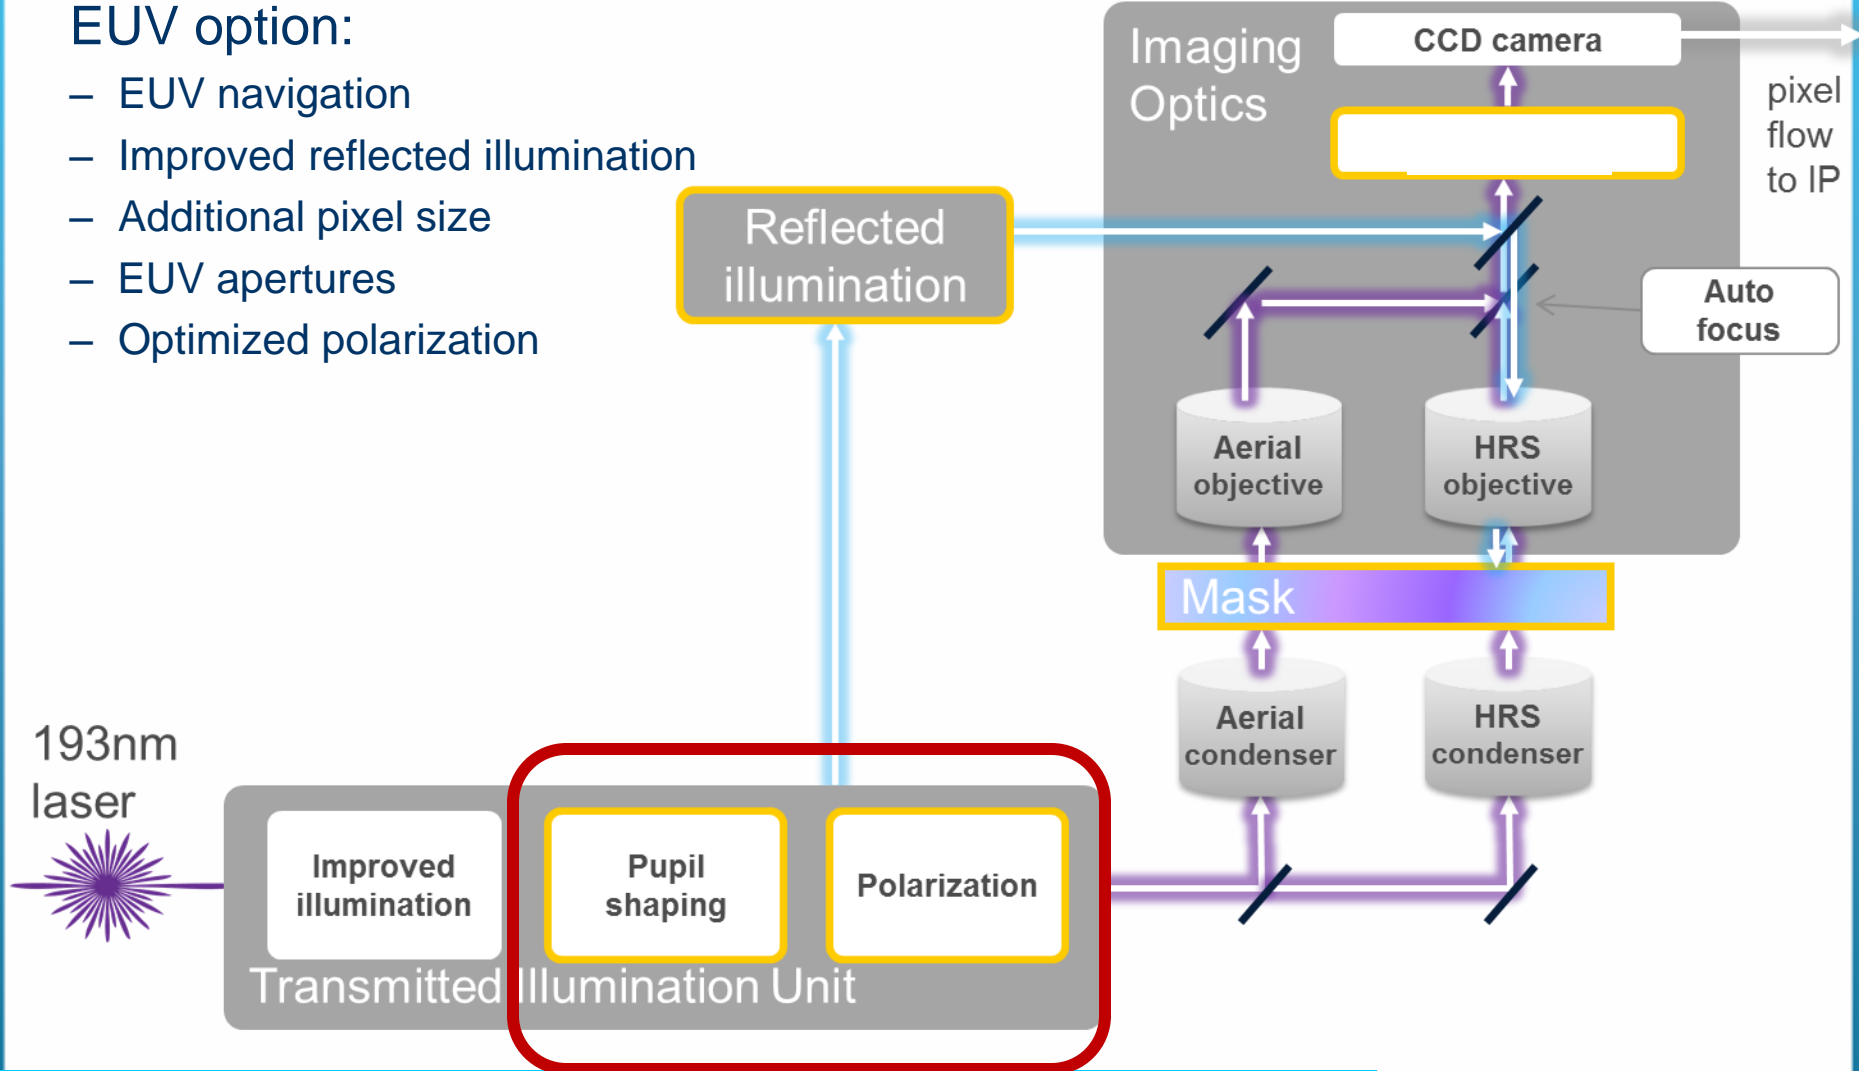 EUV option:
– EUV navigation
– Improved reflected illumination
– Additional pixel size
– EUV apertures
– Optimized polarization
Imaging
Optics
CCD camera
pixel
flow
to IP
Reflected
illumination
Auto
focus
Aerial
objective
HRS
objective
Mask
Aerial
condenser
HRS
condenser
193nm
laser
Improved
illumination
Pupil
shaping
Polarization
Transmitted Illumination Unit